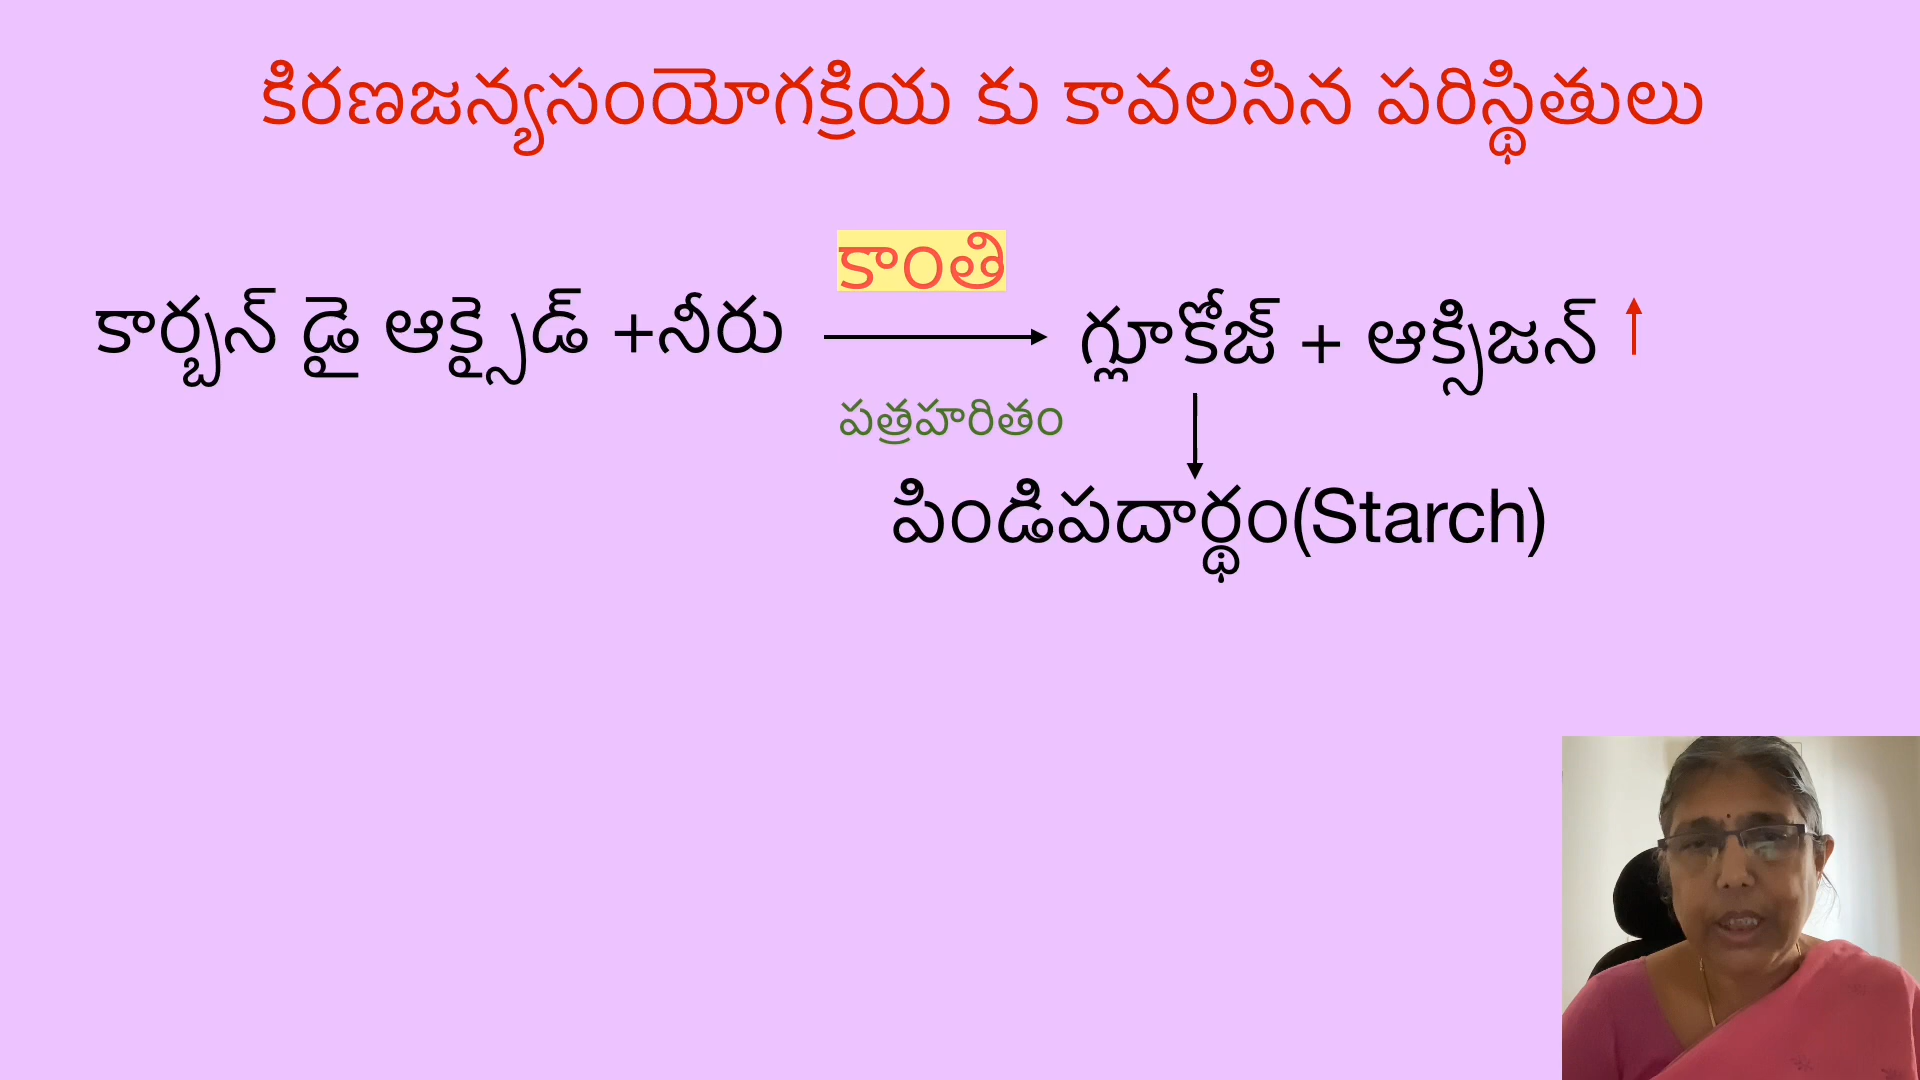 కిరణజన్యసంయోగక్రియ కు కావలసిన పరిస్థితులు
కాంతి
కార్బన్ డై ఆక్సైడ్ +నీరు
గ్లూకోజ్ + ఆక్సిజన్
పత్రహరితం
పిండిపదార్థం(Starch)